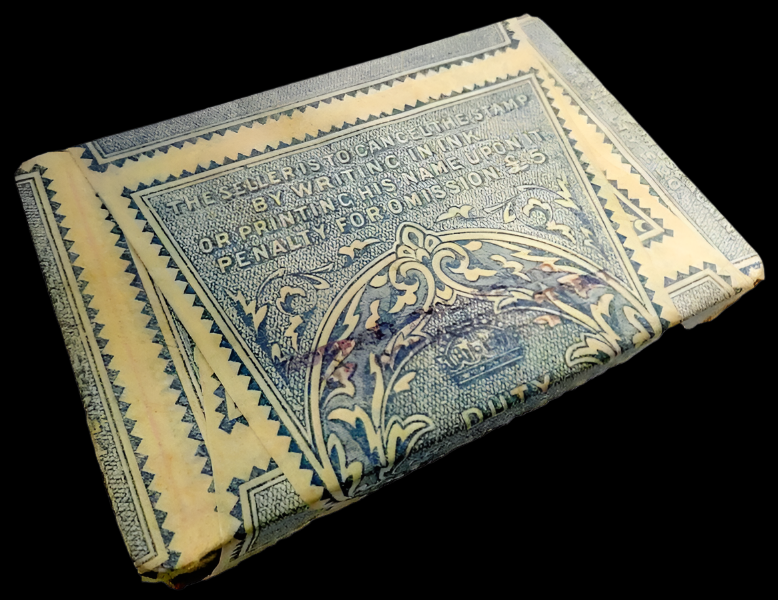 THE SELLER IS TO CANCEL THE STAMP
BY WRITING IN INK
OR PRINTING HIS NAME UPON IT.
PENALTY FOR OMISSION £5
DUTY